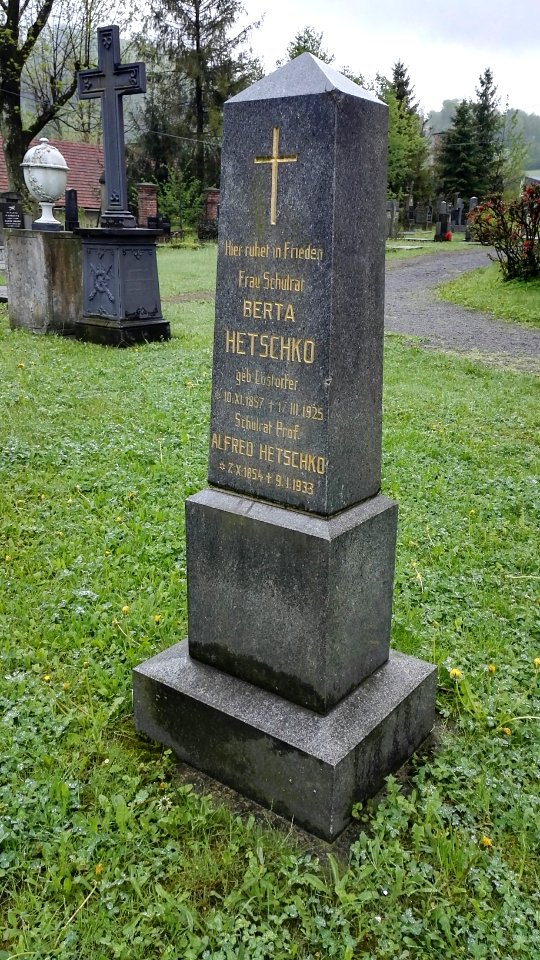 Hier ruhet in Frieden
Frau Schulrat
BERTA
HETSCHKO
geb. Lustorfer
* 10.XI.1857 + 17.III.1925
Schulrat Prof.
ALFRED HETSCHKO
* 2.X.1854 + 9.I.1933